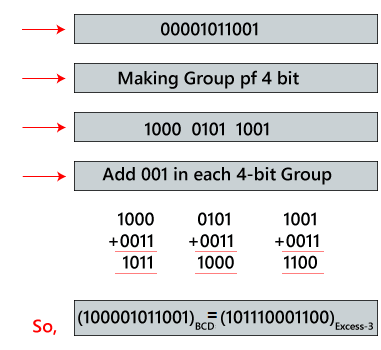 00001011001
Making Group pf 4 bit
1000 0101 1001
Add 001 in each 4-bit Group
1000 0101 1001
+0011 +0011 +0011
1011 1000 1100
So, (100001011001)BCD = (101110001100)Excess-3